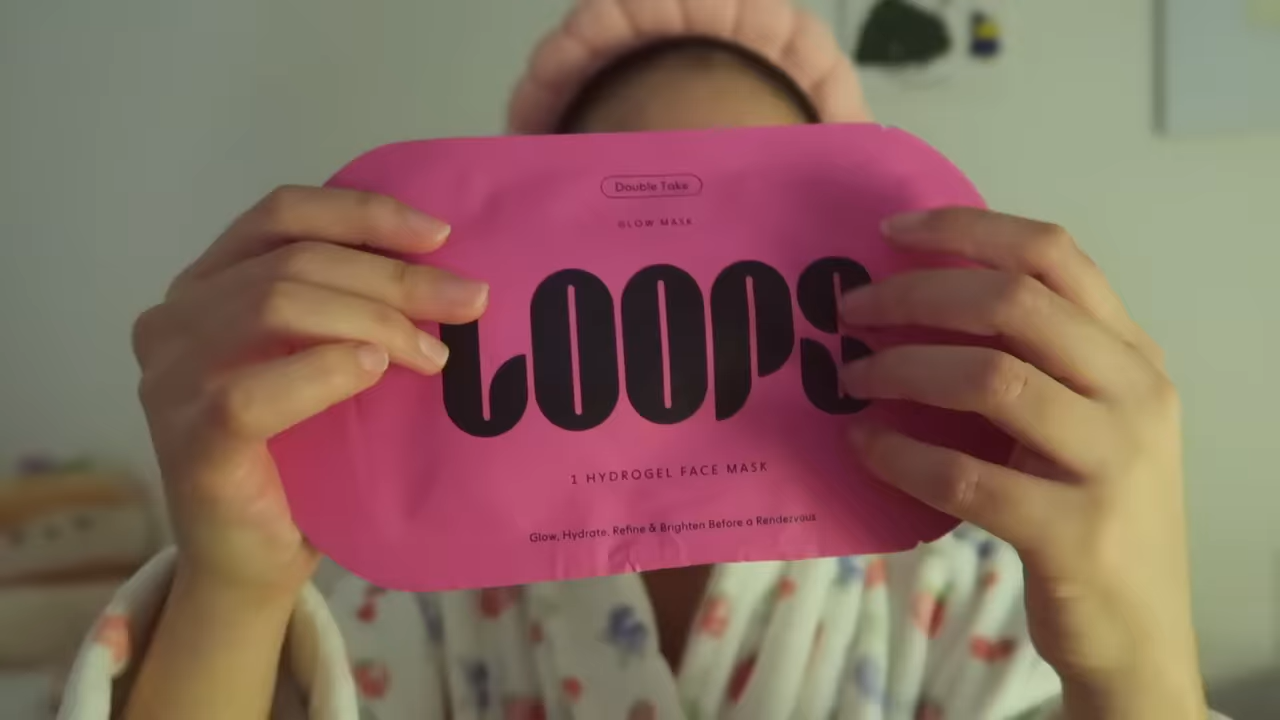 Double Take
GLOW MASK
LOOPS
1 HYDROGEL FACE MASK
Glow, Hydrate, Refine & Brighten Before a Rendezvous